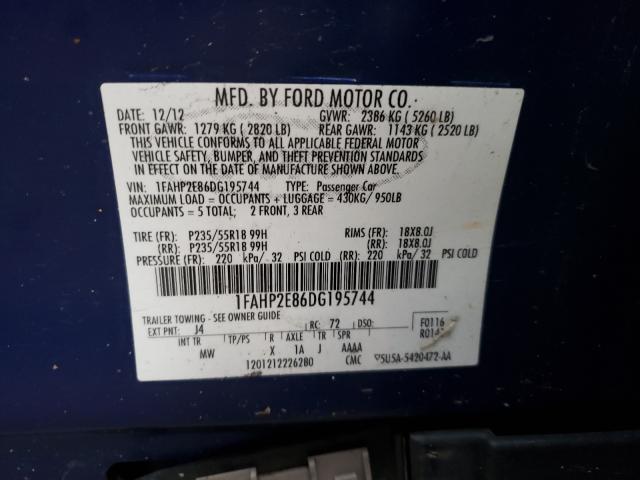 MFD. BY FORD MOTOR CO.
DATE: 12/12 GVWR: 2386 KG ( 5260 LB)
FRONT GAWR: 1279 KG ( 2820 LB) REAR GAWR: 1143 KG ( 2520 LB)
THIS VEHICLE CONFORMS TO ALL APPLICABLE FEDERAL MOTOR
VEHICLE SAFETY, BUMPER, AND THEFT PREVENTION STANDARDS
IN EFFECT ON THE DATE OF MANUFACTURE SHOWN ABOVE.
VIN: 1FAHP2E86DG195744 TYPE: Passenger Car
MAXIMUM LOAD = OCCUPANTS + LUGGAGE = 430KG/ 950LB
OCCUPANTS = 5 TOTAL; 2 FRONT, 3 REAR
TIRE (FR): P235/55R18 99H RIMS (FR): 18X8.0J
(RR): P235/55R18 99H (RR): 18X8.0J
PRESSURE (FR): 220 kPa/ 32 PSI COLD (RR): 220 kPa/ 32 PSI COLD
1FAHP2E86DG195744
TRAILER TOWING - SEE OWNER GUIDE
EXT PNT: J4 RC: 72 DSO: F0116
INT TR TP/PS R AXLE TR SPR
MW X 1A J AAAA
1201212226280 CMC 5U5A-5420472-AA